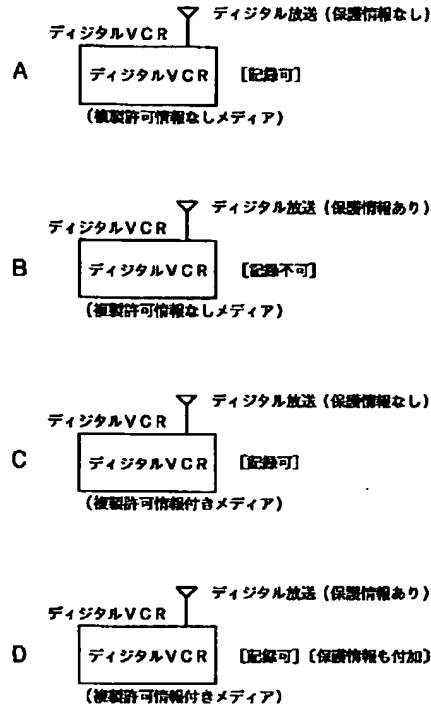 ディジタル放送（保護情報なし）
ディジタルＶＣＲ
A ディジタルＶＣＲ ［記録可］
（複製許可情報なしメディア）
ディジタル放送（保護情報あり）
ディジタルＶＣＲ
B ディジタルＶＣＲ ［記録不可］
（複製許可情報なしメディア）
ディジタル放送（保護情報なし）
ディジタルＶＣＲ
C ディジタルＶＣＲ ［記録可］
（複製許可情報付きメディア）
ディジタル放送（保護情報あり）
ディジタルＶＣＲ
D ディジタルＶＣＲ ［記録可］〔保護情報も付加〕
（複製許可情報付きメディア）